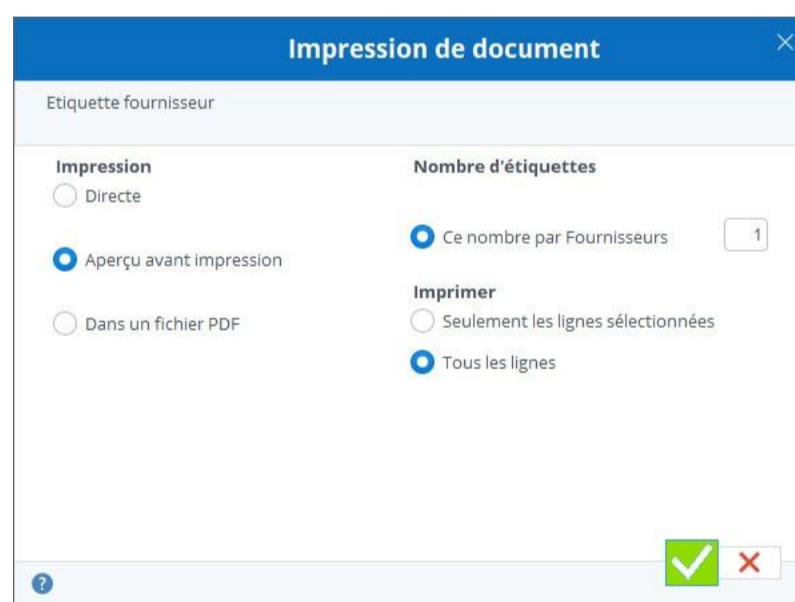 Impression de document
Etiquette fournisseur
Impression
Directe
Aperçu avant impression
Dans un fichier PDF
Nombre d'étiquettes
Ce nombre par Fournisseurs 1
Imprimer
Seulement les lignes sélectionnées
Tous les lignes
?